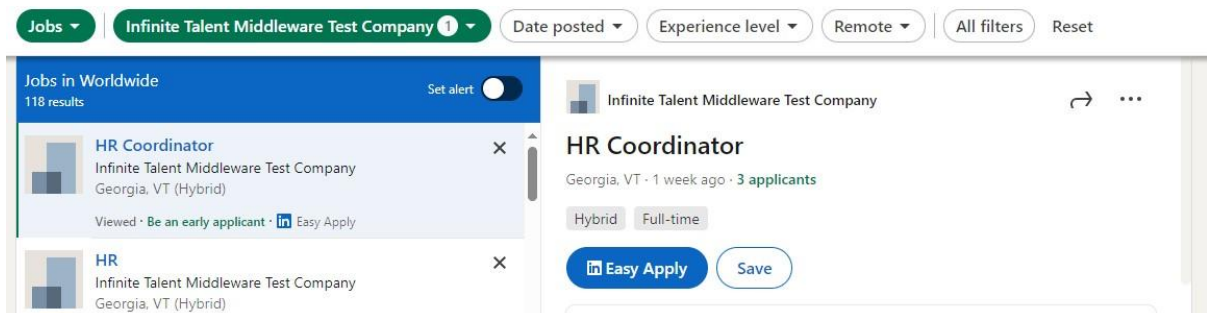 Jobs
Infinite Talent Middleware Test Company 1
Date posted
Experience level
Remote
All filters
Reset
Jobs in Worldwide
118 results
Set alert
HR Coordinator
Infinite Talent Middleware Test Company
Georgia, VT (Hybrid)
Viewed · Be an early applicant · in Easy Apply
HR
Infinite Talent Middleware Test Company
Georgia, VT (Hybrid)
Infinite Talent Middleware Test Company
HR Coordinator
Georgia, VT · 1 week ago · 3 applicants
Hybrid Full-time
in Easy Apply Save